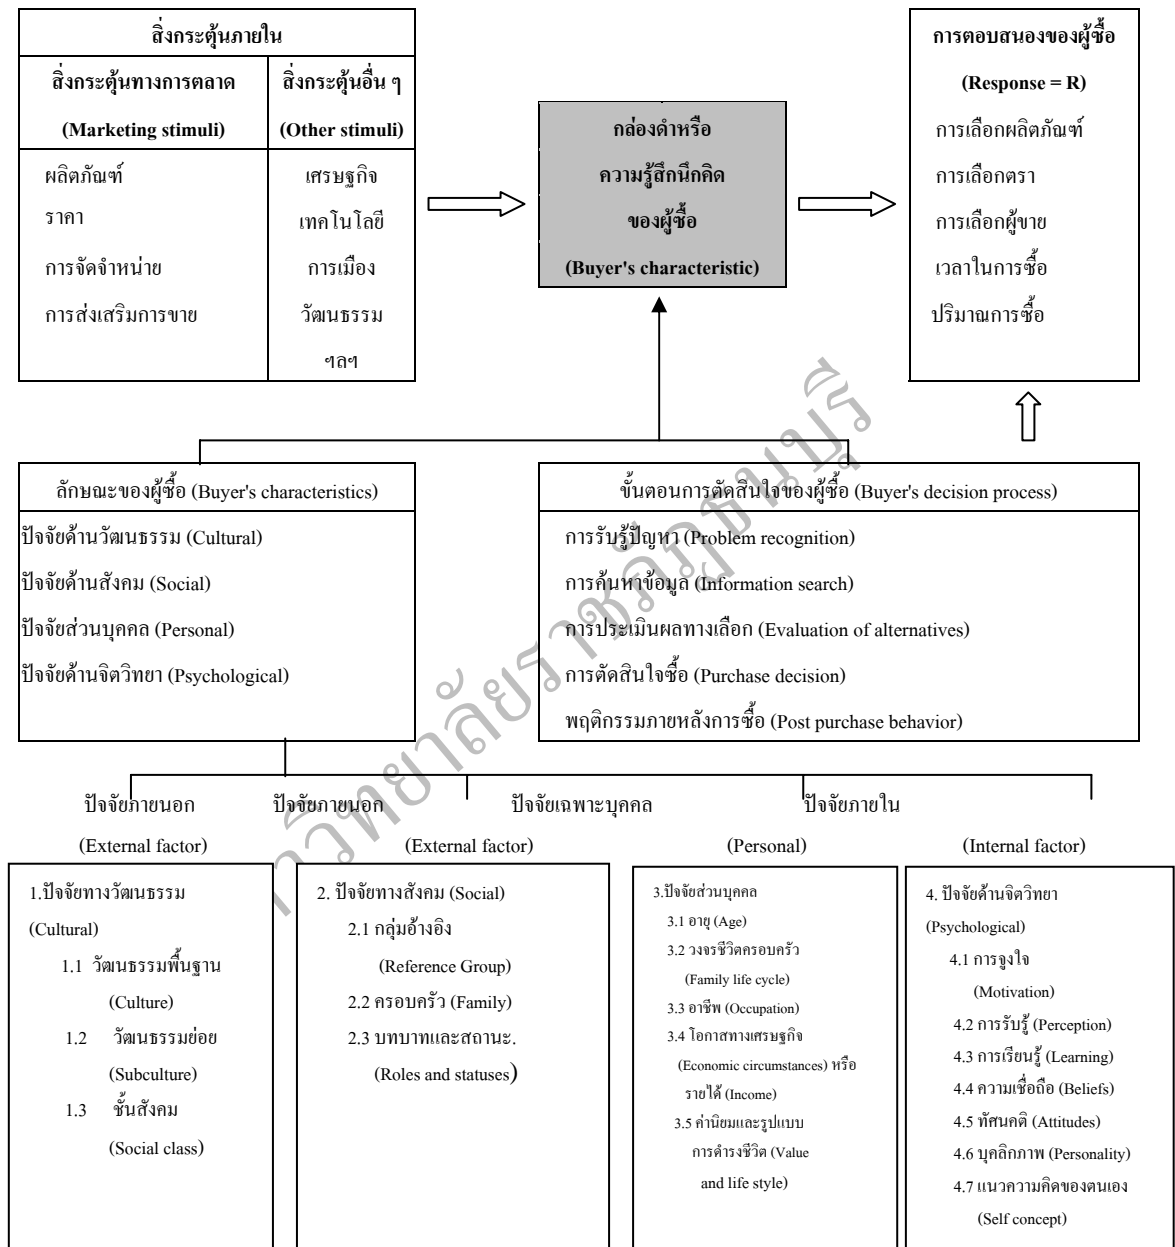 สิ่งกระตุ้นภายใน
สิ่งกระตุ้นทางการตลาด
(Marketing stimuli)
ผลิตภัณฑ์
ราคา
การจัดจำหน่าย
การส่งเสริมการขาย
สิ่งกระตุ้นอื่น ๆ
(Other stimuli)
เศรษฐกิจ
เทคโนโลยี
การเมือง
วัฒนธรรม
ฯลฯ
กล่องดำหรือ
ความรู้สึกนึกคิด
ของผู้ซื้อ
(Buyer's characteristic)
การตอบสนองของผู้ซื้อ
(Response = R)
การเลือกผลิตภัณฑ์
การเลือกตรา
การเลือกผู้ขาย
เวลาในการซื้อ
ปริมาณการซื้อ
ลักษณะของผู้ซื้อ (Buyer's characteristics)
ปัจจัยด้านวัฒนธรรม (Cultural)
ปัจจัยด้านสังคม (Social)
ปัจจัยส่วนบุคคล (Personal)
ปัจจัยด้านจิตวิทยา (Psychological)
ขั้นตอนการตัดสินใจของผู้ซื้อ (Buyer's decision process)
การรับรู้ปัญหา (Problem recognition)
การค้นหาข้อมูล (Information search)
การประเมินผลทางเลือก (Evaluation of alternatives)
การตัดสินใจซื้อ (Purchase decision)
พฤติกรรมภายหลังการซื้อ (Post purchase behavior)
ปัจจัยภายนอก ปัจจัยภายนอก ปัจจัยเฉพาะบุคคล ปัจจัยภายใน
(External factor) (External factor) (Personal) (Internal factor)
1.ปัจจัยทางวัฒนธรรม
(Cultural)
1.1 วัฒนธรรมพื้นฐาน
(Culture)
1.2 วัฒนธรรมย่อย
(Subculture)
1.3 ชั้นสังคม
(Social class)
2. ปัจจัยทางสังคม (Social)
2.1 กลุ่มอ้างอิง
(Reference Group)
2.2 ครอบครัว (Family)
2.3 บทบาทและสถานะ.
(Roles and statuses)
3.ปัจจัยส่วนบุคคล
3.1 อายุ (Age)
3.2 วงจรชีวิตครอบครัว
(Family life cycle)
3.3 อาชีพ (Occupation)
3.4 โอกาสทางเศรษฐกิจ
(Economic circumstances) หรือ
รายได้ (Income)
3.5 ค่านิยมและรูปแบบ
การดำรงชีวิต (Value
and life style)
4. ปัจจัยด้านจิตวิทยา
(Psychological)
4.1 การจูงใจ
(Motivation)
4.2 การรับรู้ (Perception)
4.3 การเรียนรู้ (Learning)
4.4 ความเชื่อถือ (Beliefs)
4.5 ทัศนคติ (Attitudes)
4.6 บุคลิกภาพ (Personality)
4.7 แนวความคิดของตนเอง
(Self concept)